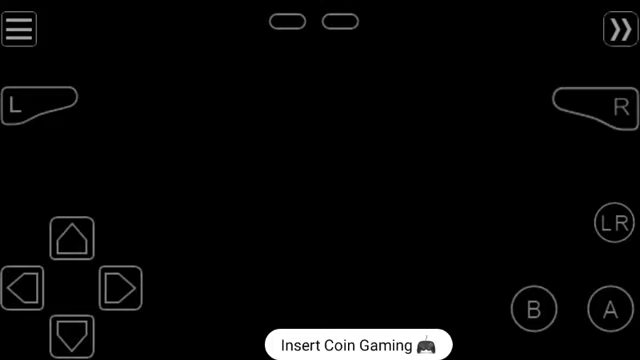 L
R
LR
B
A
Insert Coin Gaming 🎮